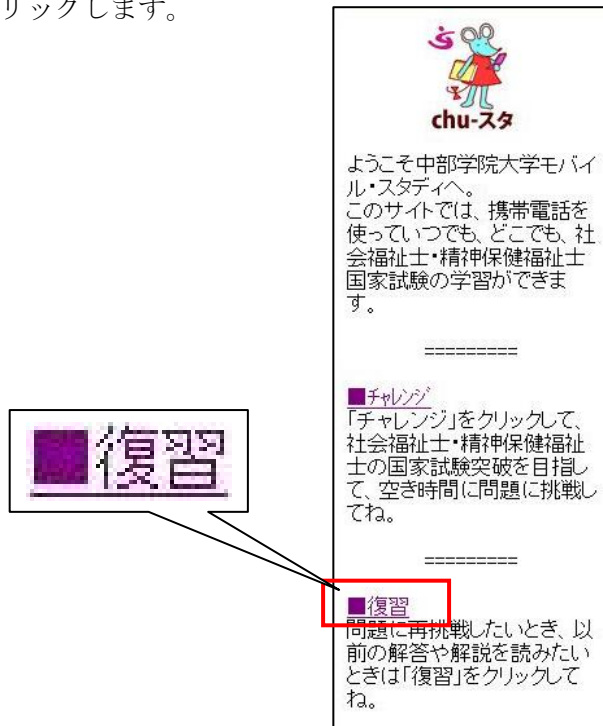 リックします。
chu-スタ
ようこそ中部学院大学モバイ
ル・スタディへ。
このサイトでは、携帯電話を
使っていつでも、どこでも、社
会福祉士・精神保健福祉士
国家試験の学習ができま
す。
=========
■ﾁｬﾚﾝｼﾞ
「チャレンジ」をクリックして、
社会福祉士・精神保健福祉
士の国家試験突破を目指し
て、空き時間に問題に挑戦し
てね。
=========
■復習
■復習
問題に再挑戦したいとき、以
前の解答や解説を読みたい
ときは「復習」をクリックして
ね。